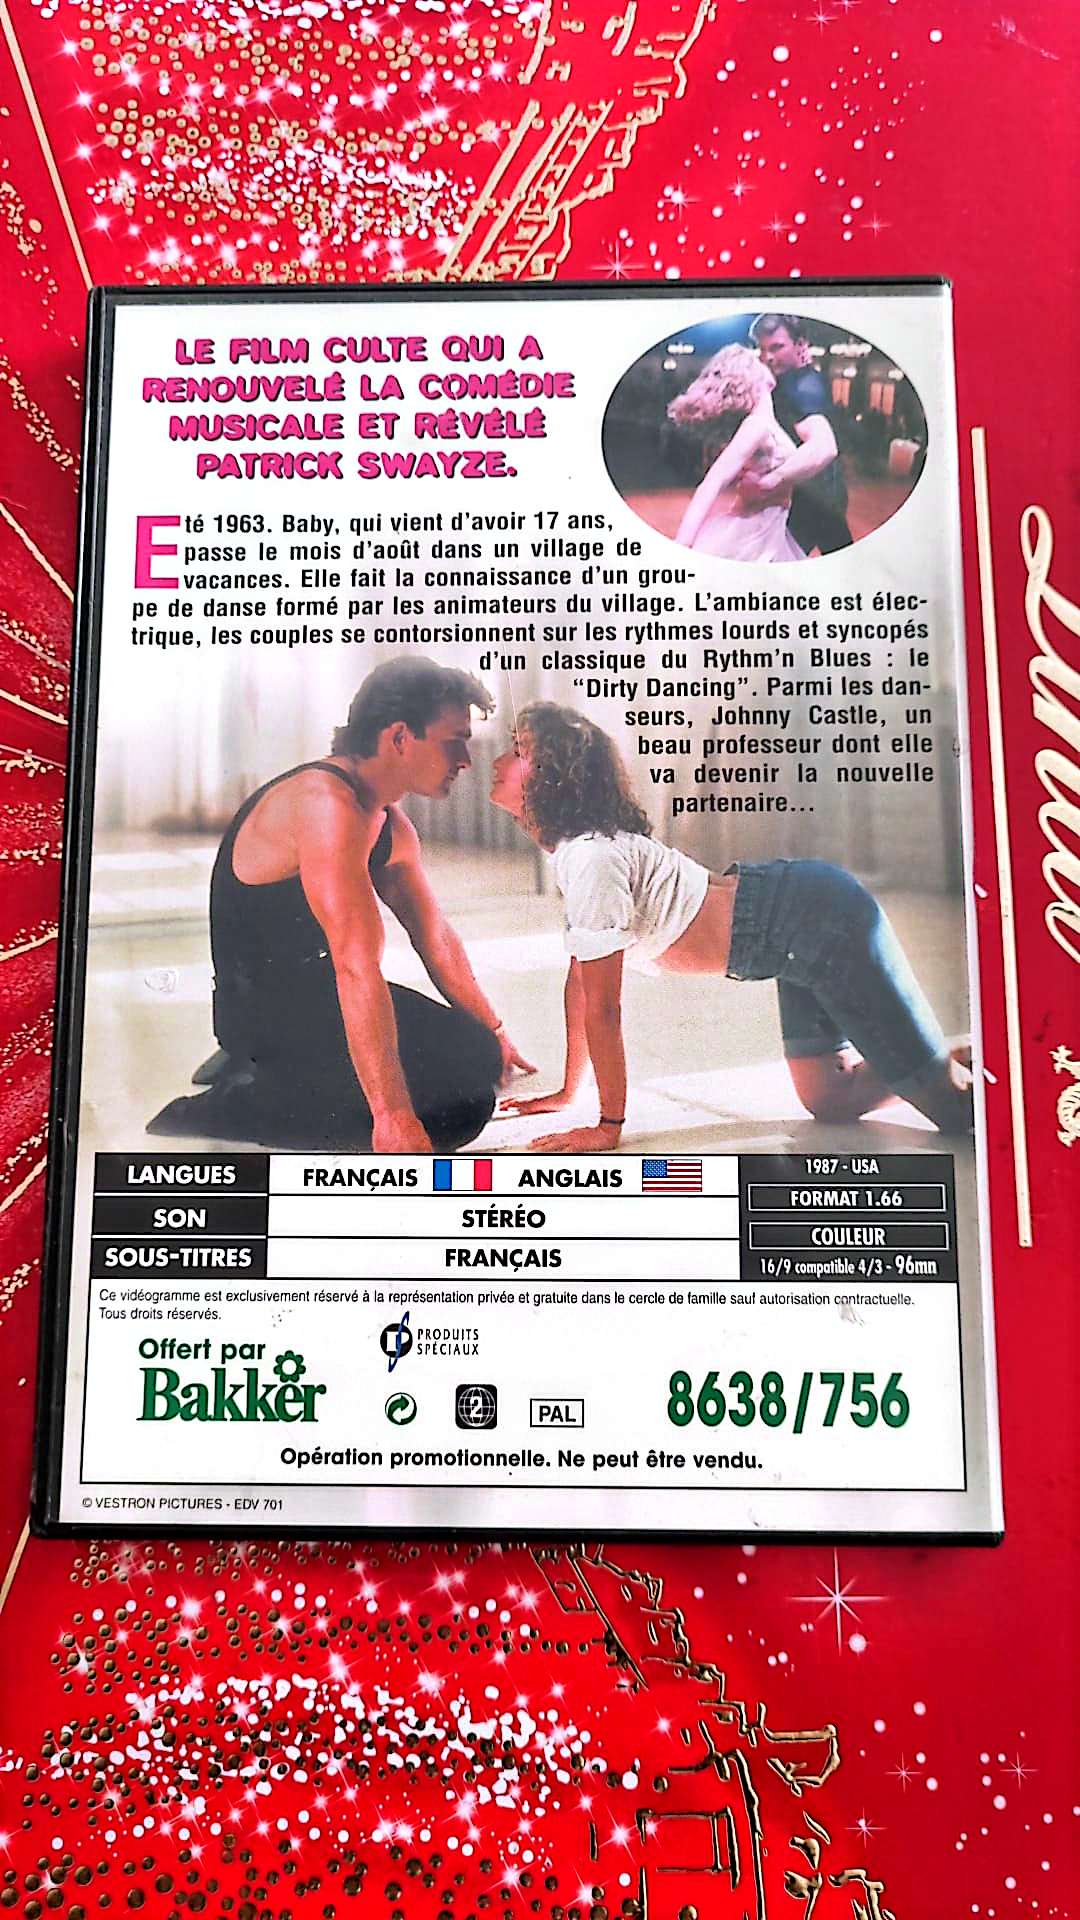 LE FILM CULTE QUI A
RENOUVELÉ LA COMÉDIE
MUSICALE ET RÉVÉLÉ
PATRICK SWAYZE.
Eté 1963. Baby, qui vient d'avoir 17 ans,
passe le mois d'août dans un village de
vacances. Elle fait la connaissance d'un grou-
pe de danse formé par les animateurs du village. L'ambiance est élec-
trique, les couples se contorsionnent sur les rythmes lourds et syncopés
d'un classique du Rythm'n Blues : le
"Dirty Dancing". Parmi les dan-
seurs, Johnny Castle, un
beau professeur dont elle
va devenir la nouvelle
partenaire...
LANGUES FRANÇAIS ANGLAIS
SON STÉRÉO
SOUS-TITRES FRANÇAIS
1987 - USA
FORMAT 1.66
COULEUR
16/9 compatible 4/3 - 96mn
Ce vidéogramme est exclusivement réservé à la représentation privée et gratuite dans le cercle de famille sauf autorisation contractuelle.
Tous droits réservés.
Offert par
Bakker
PRODUITS
SPÉCIAUX
2
PAL
8638/756
Opération promotionnelle. Ne peut être vendu.
© VESTRON PICTURES - EDV 701